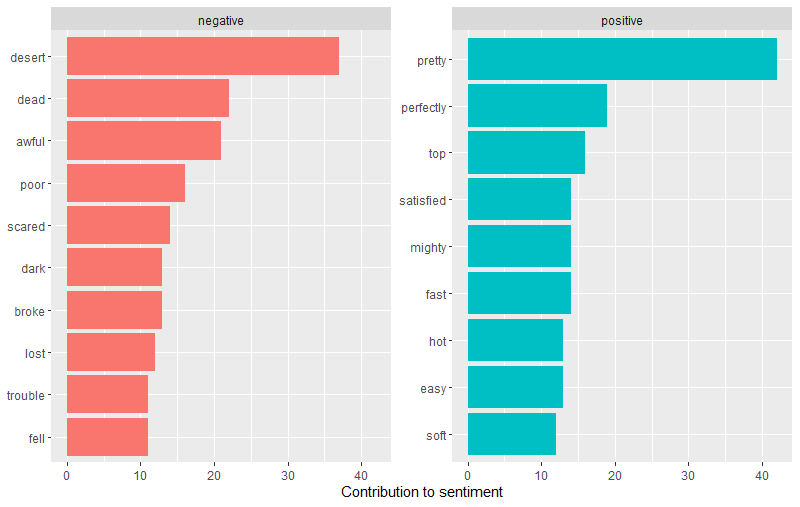 negative
desert
dead
awful
poor
scared
dark
broke
lost
trouble
fell
0 10 20 30 40
positive
pretty
perfectly
top
satisfied
mighty
fast
hot
easy
soft
0 10 20 30 40
Contribution to sentiment